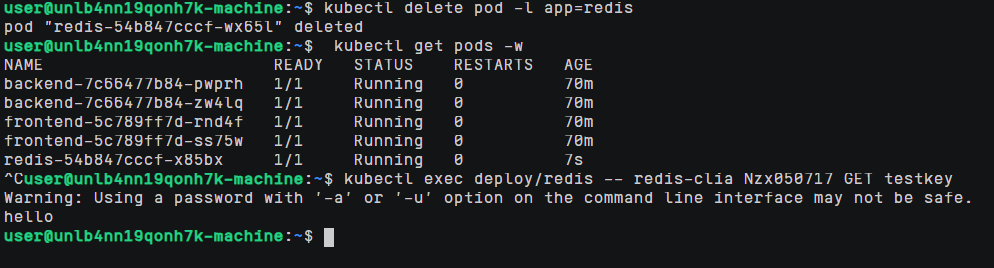 user@unlb4nn19qonh7k-machine:~$ kubectl delete pod -l app=redis
pod "redis-54b847cccf-wx65l" deleted
user@unlb4nn19qonh7k-machine:~$  kubectl get pods -w
NAME                       READY   STATUS    RESTARTS   AGE
backend-7c66477b84-pwprh   1/1     Running   0          70m
backend-7c66477b84-zw4lq   1/1     Running   0          70m
frontend-5c789ff7d-rnd4f   1/1     Running   0          70m
frontend-5c789ff7d-ss75w   1/1     Running   0          70m
redis-54b847cccf-x85bx     1/1     Running   0          7s
^Cuser@unlb4nn19qonh7k-machine:~$ kubectl exec deploy/redis -- redis-clia Nzx050717 GET testkey
Warning: Using a password with '-a' or '-u' option on the command line interface may not be safe.
hello
user@unlb4nn19qonh7k-machine:~$